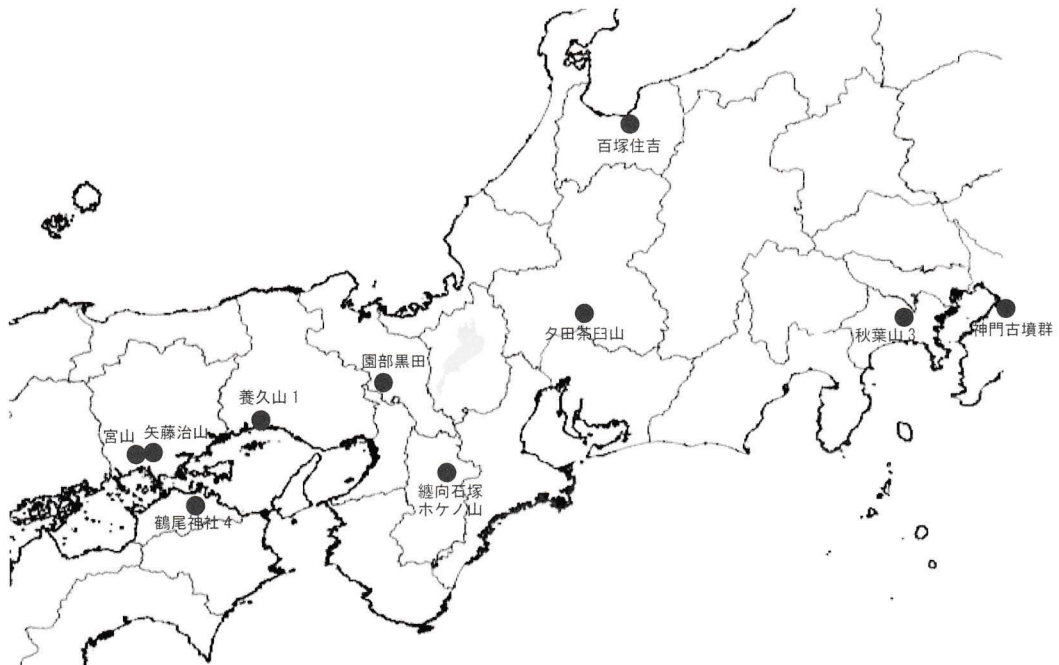 百塚住吉
夕田茶臼山
秋葉山3
神門古墳群
園部黒田
養久山1
宮山
矢藤治山
纏向石塚
ホケノ山
鶴尾神社4